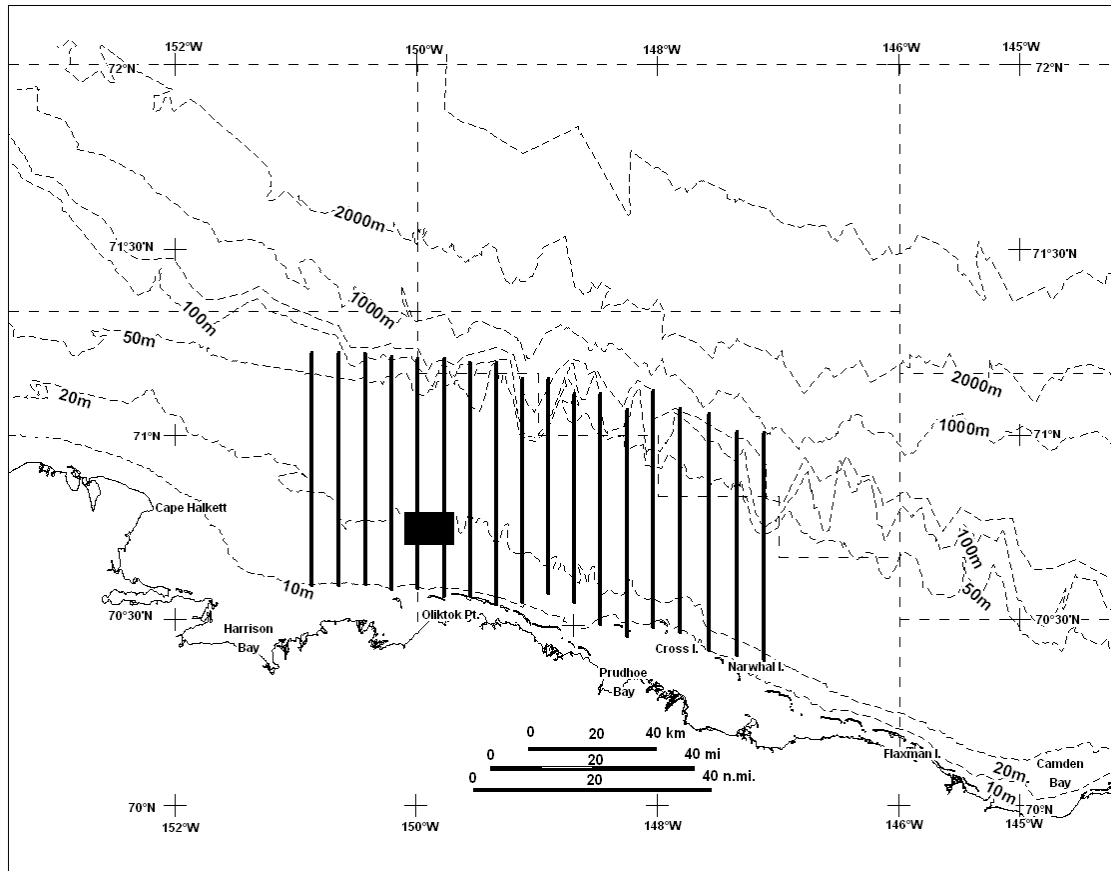 152°W 150°W 148°W 146°W 145°W
72°N 72°N
2000m
71°30'N 71°30'N
1000m
100m
50m
2000m
20m
1000m
71°N 71°N
Cape Halkett
100m
50m
10m
70°30'N
Oliktok Pt.
Harrison
Bay
Cross I.
Narwhal I.
Prudhoe
Bay
0 20 40 km
0 20 40 mi
0 20 40 n.mi.
Flaxman I.
Camden
Bay
20m.
10m
70°N 70°N
152°W 150°W 148°W 146°W 145°W